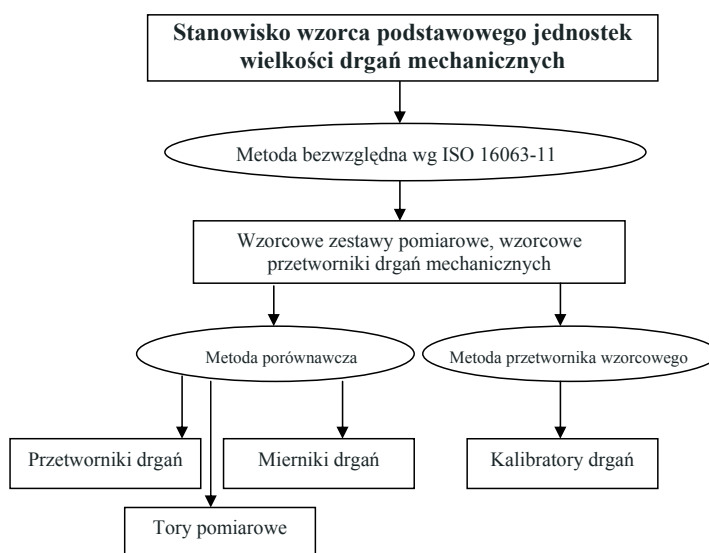 Stanowisko wzorca podstawowego jednostek
wielkości drgań mechanicznych
Metoda bezwzględna wg ISO 16063-11
Wzorcowe zestawy pomiarowe, wzorcowe
przetworniki drgań mechanicznych
Metoda porównawcza
Metoda przetwornika wzorcowego
Przetworniki drgań
Mierniki drgań
Kalibratory drgań
Tory pomiarowe